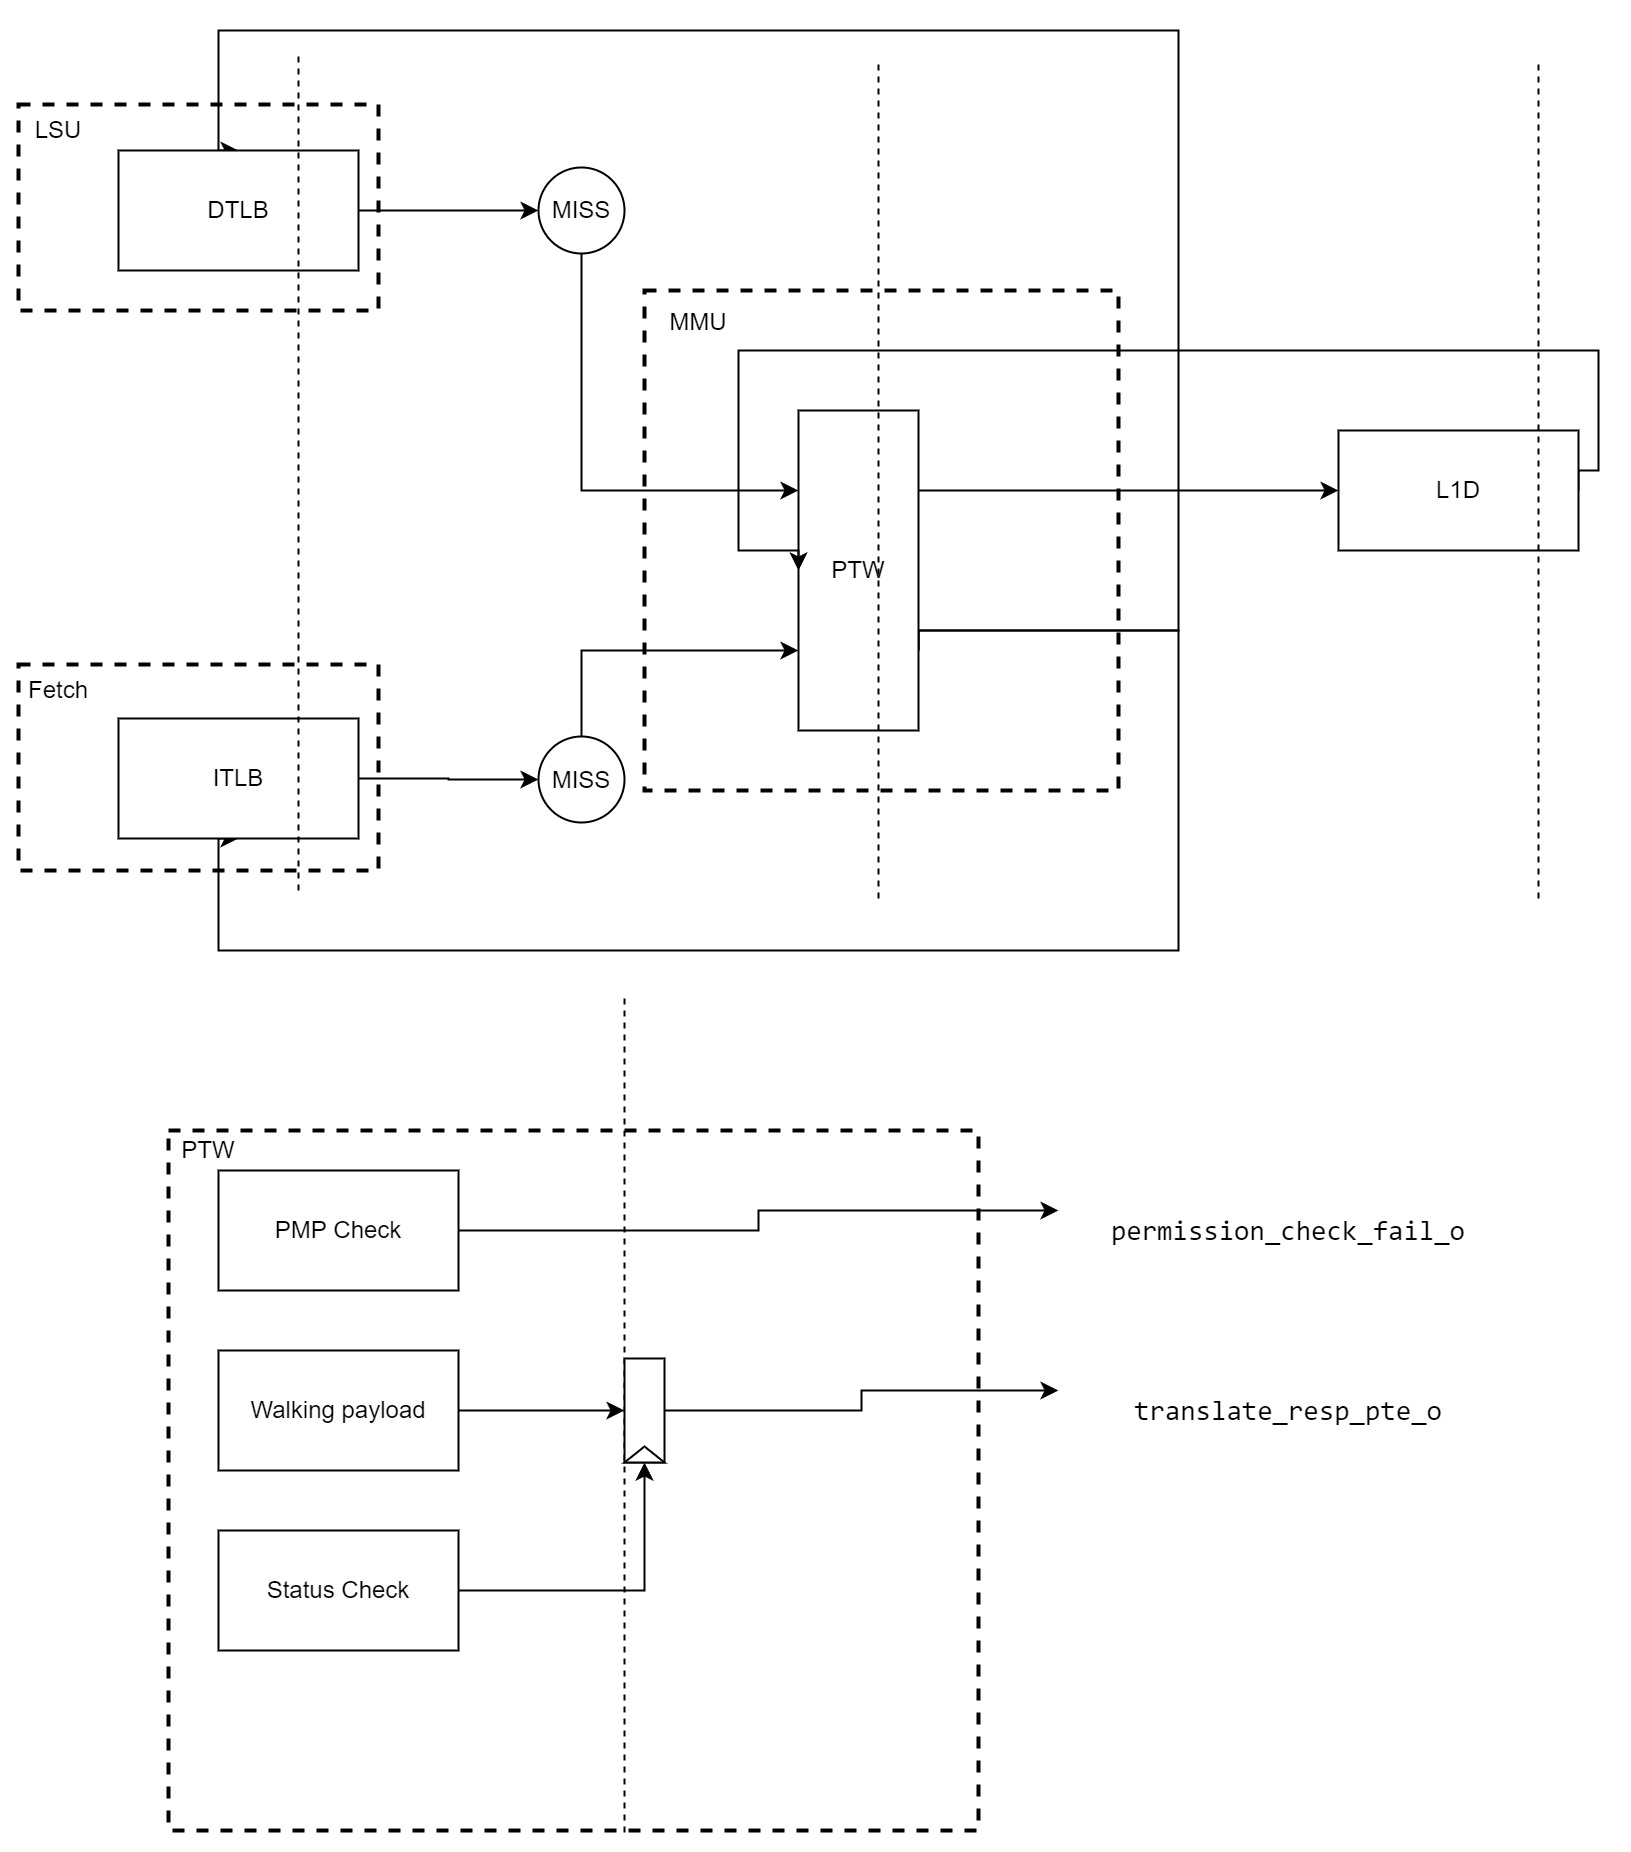 LSU
DTLB
MISS
MMU
L1D
PTW
Fetch
ITLB
MISS
PTW
PMP Check
permission_check_fail_o
Walking payload
translate_resp_pte_o
Status Check